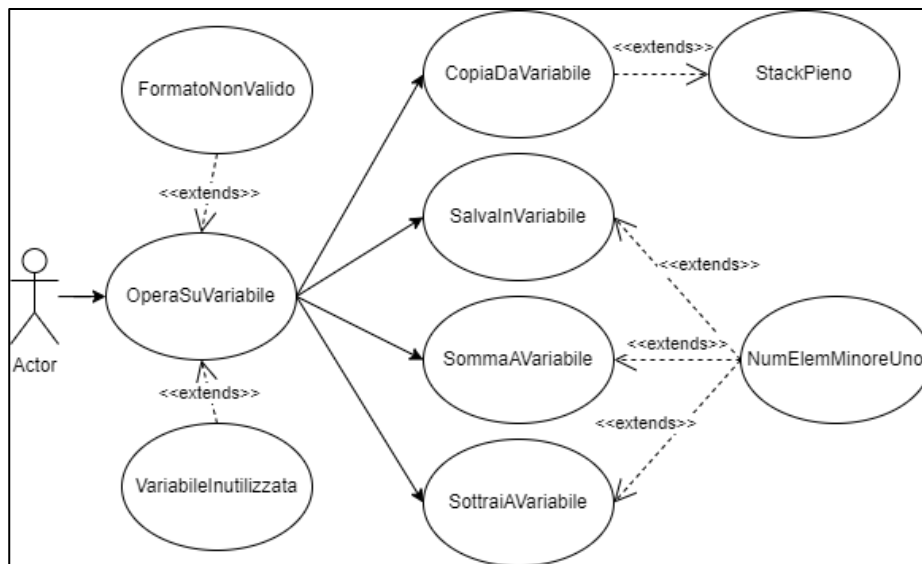 <<extends>>
CopiaDaVariabile
StackPieno
FormatoNonValido
<<extends>>
SalvaInVariabile
<<extends>>
OperaSuVariabile
<<extends>>
SommaAVariabile
NumElemMinoreUno
Actor
<<extends>>
<<extends>>
VariabileInutilizzata
SottraiAVariabile